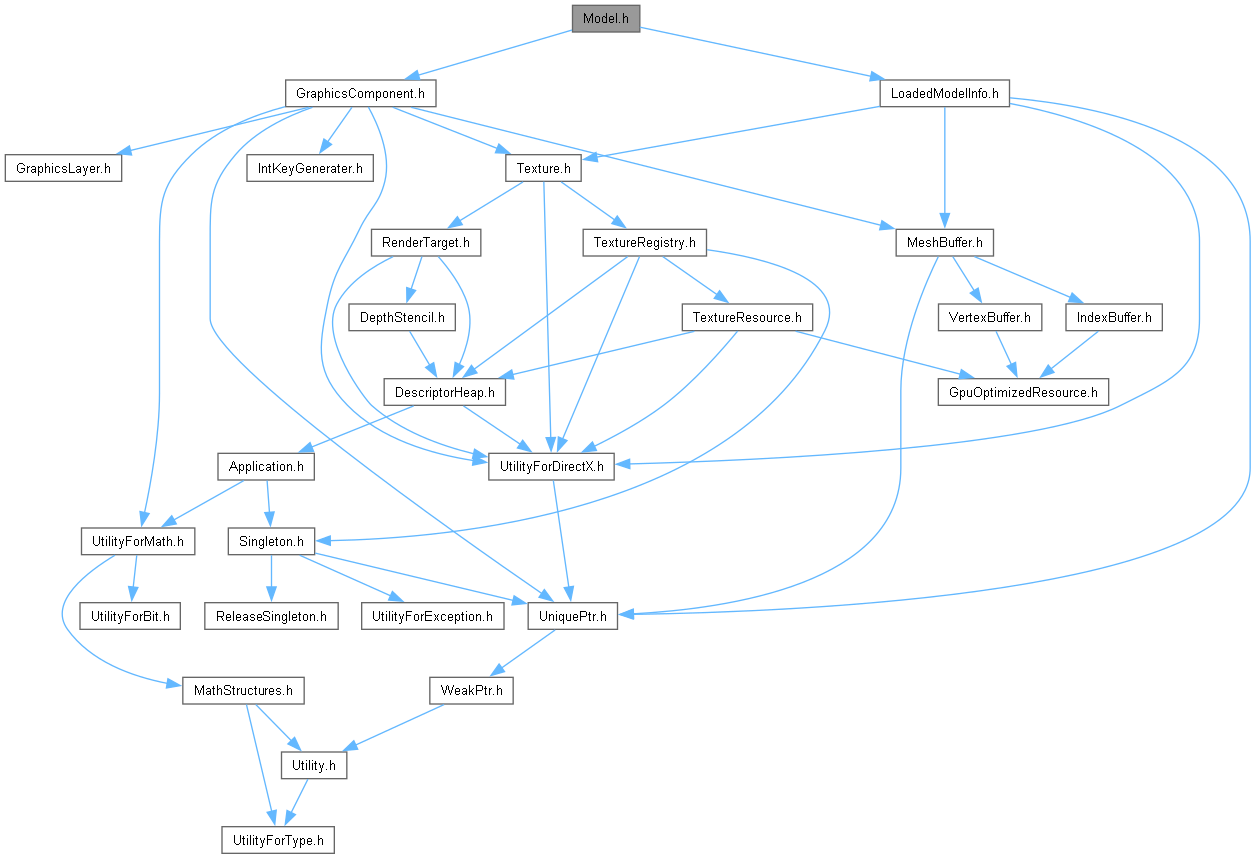 Model.h
GraphicsComponent.h
LoadedModelInfo.h
GraphicsLayer.h
IntKeyGenerater.h
Texture.h
RenderTarget.h
TextureRegistry.h
MeshBuffer.h
DepthStencil.h
TextureResource.h
VertexBuffer.h
IndexBuffer.h
DescriptorHeap.h
GpuOptimizedResource.h
Application.h
UtilityForDirectX.h
UtilityForMath.h
Singleton.h
UtilityForBit.h
ReleaseSingleton.h
UtilityForException.h
UniquePtr.h
MathStructures.h
WeakPtr.h
Utility.h
UtilityForType.h